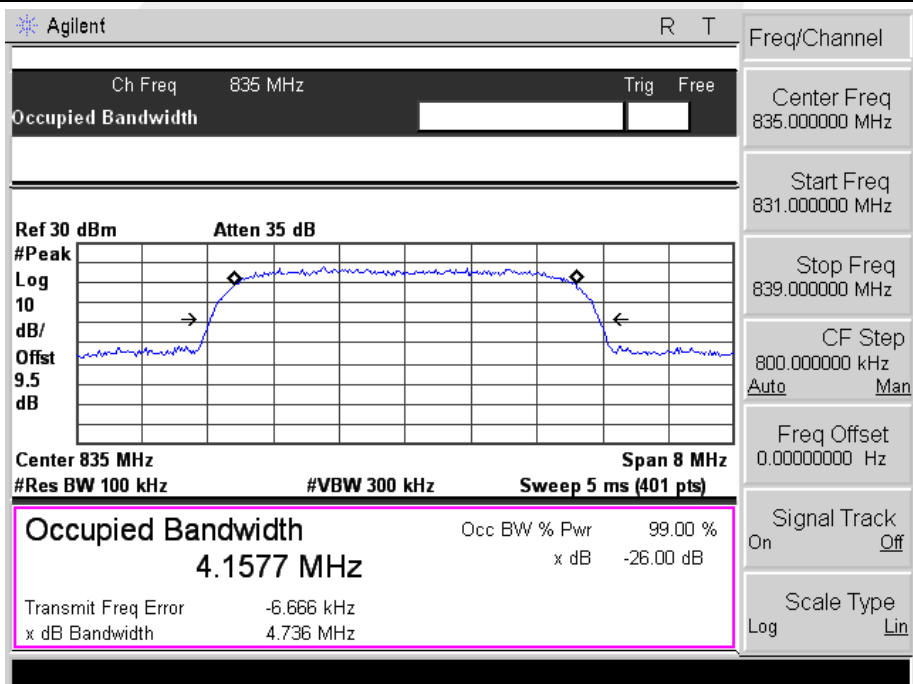 Agilent R T
Ch Freq 835 MHz Trig Free
Occupied Bandwidth
Ref 30 dBm Atten 35 dB
#Peak
Log
10
dB/
Offst
9.5
dB
Center 835 MHz Span 8 MHz
#Res BW 100 kHz #VBW 300 kHz Sweep 5 ms (401 pts)
Occupied Bandwidth
4.1577 MHz
Occ BW % Pwr 99.00 %
x dB -26.00 dB
Transmit Freq Error -6.666 kHz
x dB Bandwidth 4.736 MHz
Freq/Channel
Center Freq
835.000000 MHz
Start Freq
831.000000 MHz
Stop Freq
839.000000 MHz
CF Step
800.000000 kHz
Auto Man
Freq Offset
0.00000000 Hz
Signal Track
On Off
Scale Type
Log Lin